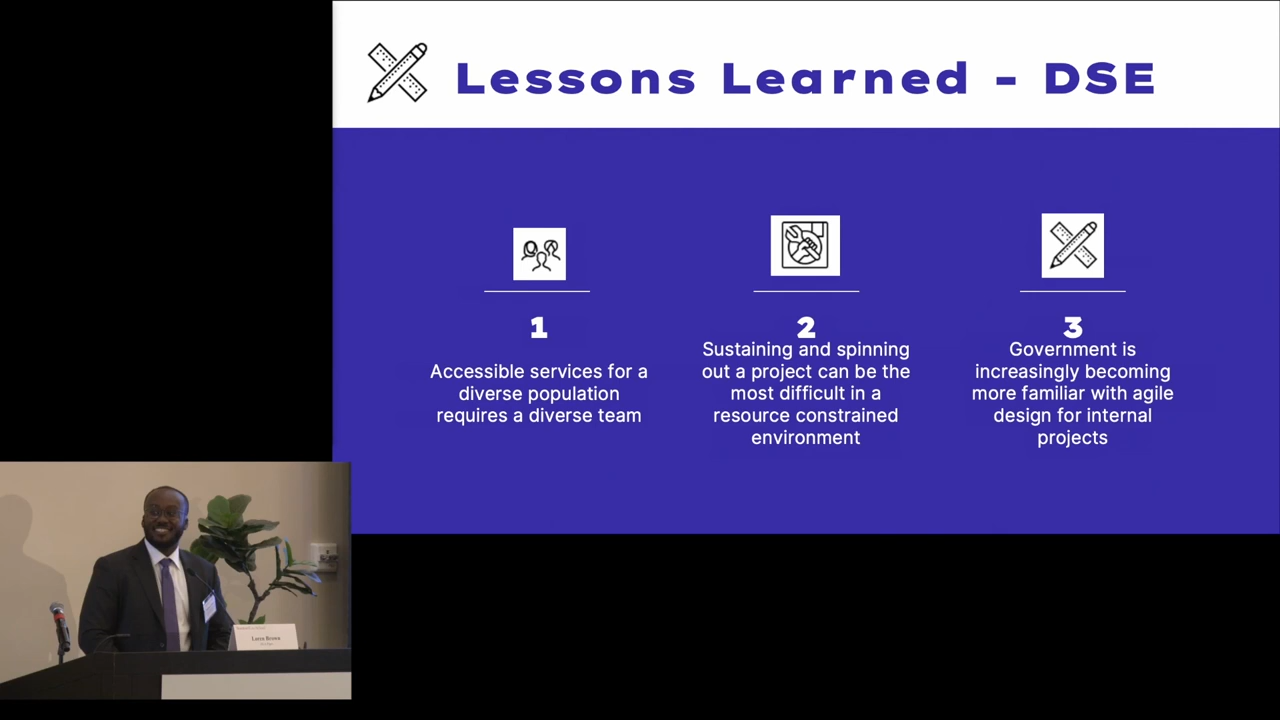 Lessons Learned - DSE
1
Accessible services for a
diverse population
requires a diverse team
2
Sustaining and spinning
out a project can be the
most difficult in a
resource constrained
environment
3
Government is
increasingly becoming
more familiar with agile
design for internal
projects